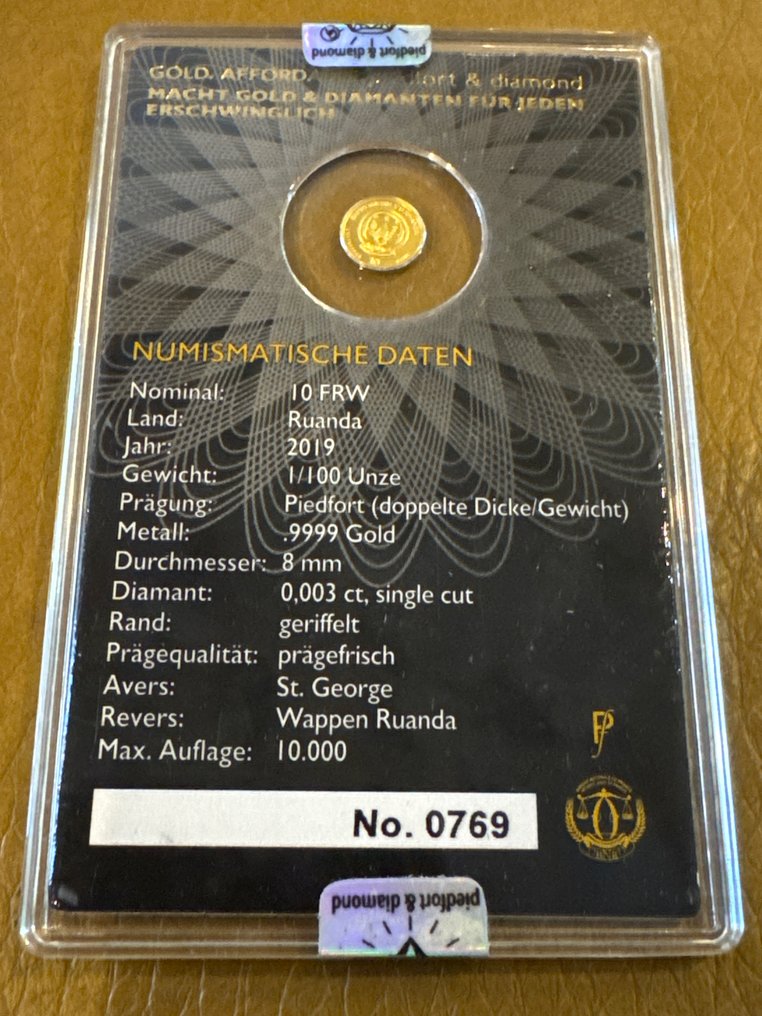 piedfort & diamond
GOLD. AFFORD. fort & diamond
MACHT GOLD & DIAMANTEN FÜR JEDEN
ERSCHWINGLICH
NUMISMATISCHE DATEN
Nominal: 10 FRW
Land: Ruanda
Jahr: 2019
Gewicht: 1/100 Unze
Prägung: Piedfort (doppelte Dicke/Gewicht)
Metall: .9999 Gold
Durchmesser: 8 mm
Diamant: 0,003 ct, single cut
Rand: geriffelt
Prägequalität: prägefrisch
Avers: St. George
Revers: Wappen Ruanda
Max. Auflage: 10.000
No. 0769
piedfort & diamond